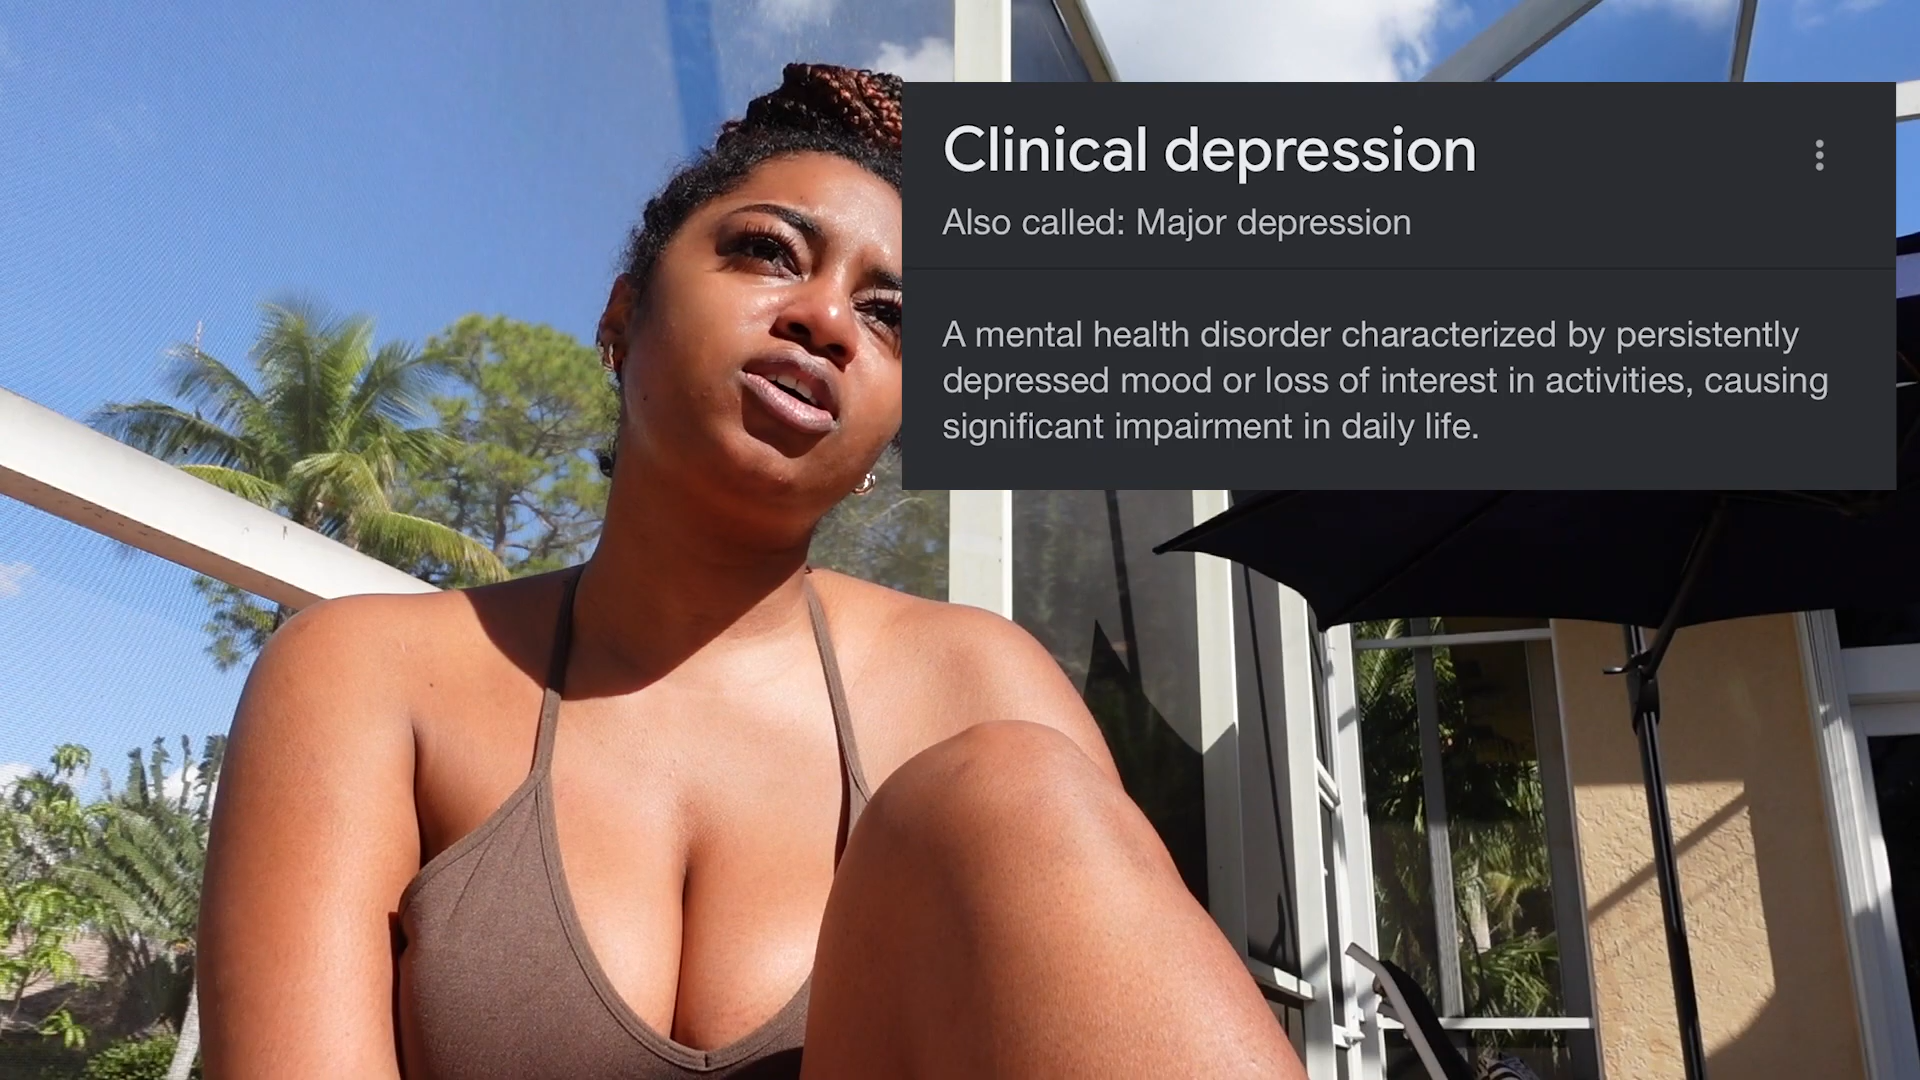 Clinical depression
Also called: Major depression
A mental health disorder characterized by persistently
depressed mood or loss of interest in activities, causing
significant impairment in daily life.